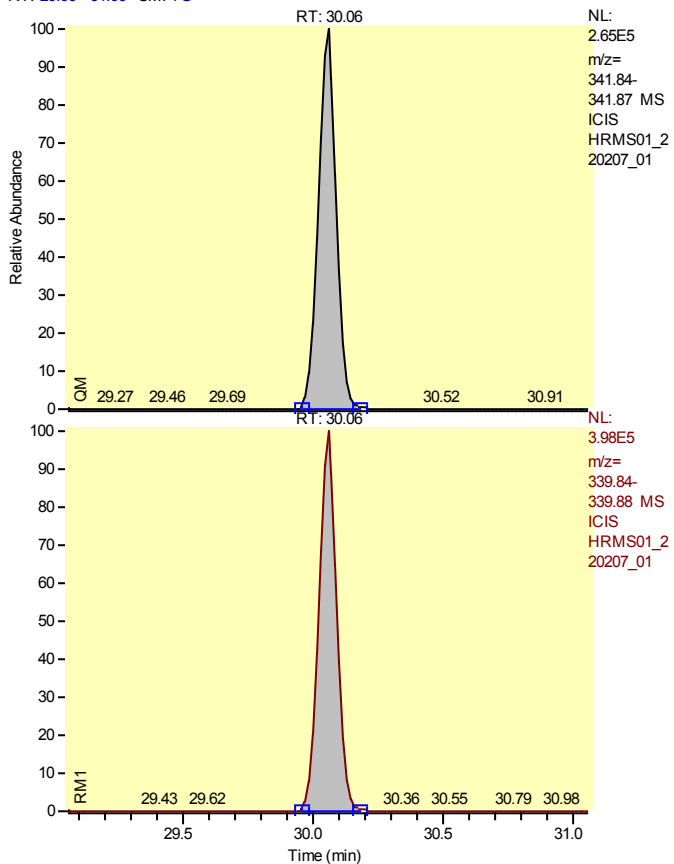 RT: 30.06
NL:
2.65E5
m/z=
341.84-
341.87 MS
ICIS
HRMS01_2
20207_01
100
90
80
70
60
50
40
30
20
10
0
Relative Abundance
QM
29.27 29.46 29.69 30.52 30.91
RT: 30.06
NL:
3.98E5
m/z=
339.84-
339.88 MS
ICIS
HRMS01_2
20207_01
100
90
80
70
60
50
40
30
20
10
0
RM1
29.43 29.62 30.36 30.55 30.79 30.98
29.5 30.0 30.5 31.0
Time (min)